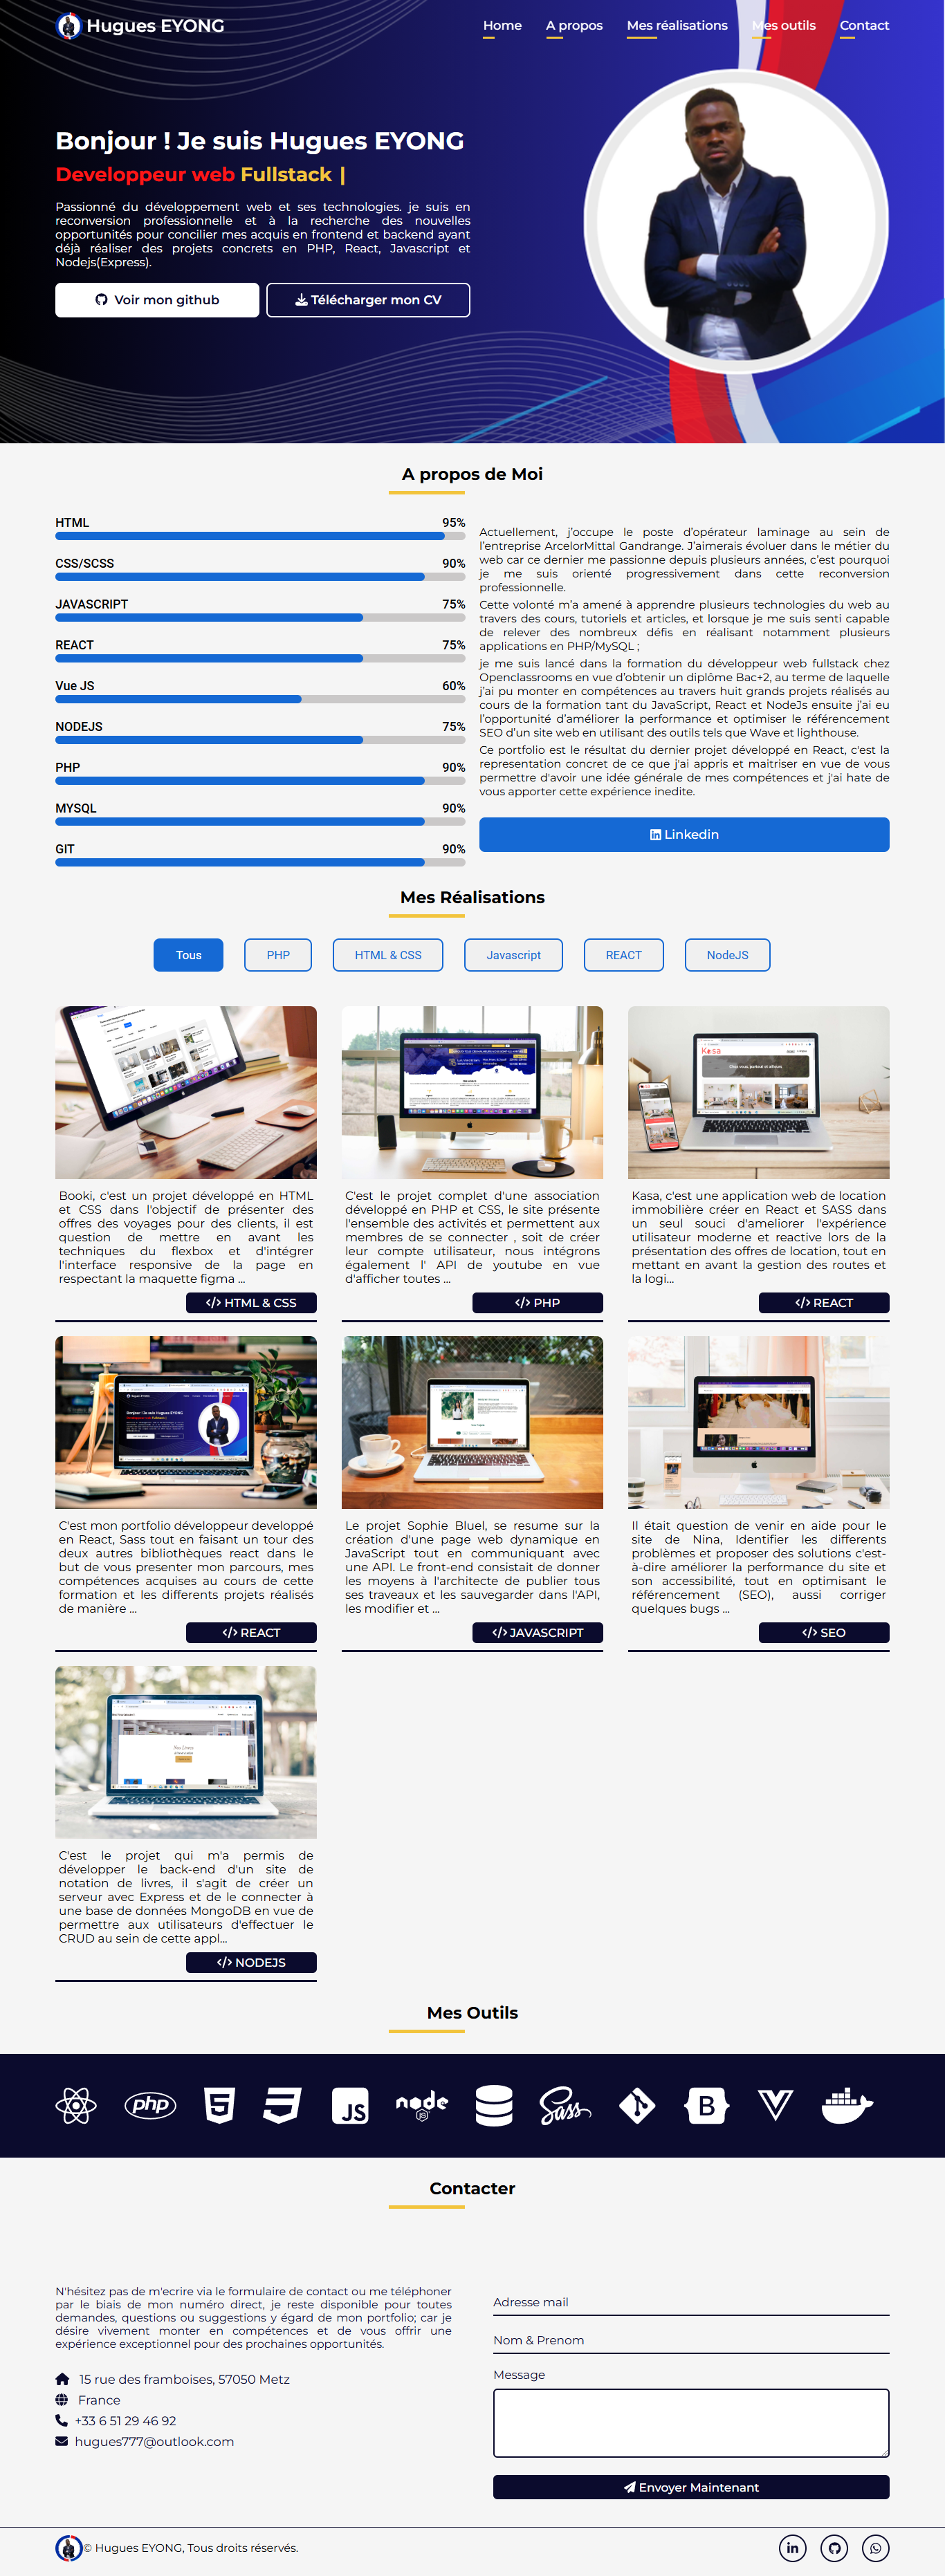 Hugues EYONG
Home A propos Mes réalisations Mes outils Contact
Bonjour ! Je suis Hugues EYONG
Developpeur web Fullstack |
Passionné du développement web et ses technologies. je suis en
reconversion professionnelle et à la recherche des nouvelles
opportunités pour concilier mes acquis en frontend et backend ayant
déjà réaliser des projets concrets en PHP, React, Javascript et
Nodejs(Express).
Voir mon github
Télécharger mon CV
A propos de Moi
HTML 95%
CSS/SCSS 90%
JAVASCRIPT 75%
REACT 75%
Vue JS 60%
NODEJS 75%
PHP 90%
MYSQL 90%
GIT 90%
Actuellement, j’occupe le poste d’opérateur laminage au sein de
l’entreprise ArcelorMittal Gandrange. J’aimerais évoluer dans le métier du
web car ce dernier me passionne depuis plusieurs années, c’est pourquoi
je me suis orienté progressivement dans cette reconversion
professionnelle.
Cette volonté m’a amené à apprendre plusieurs technologies du web au
travers des cours, tutoriels et articles, et lorsque je me suis senti capable
de relever des nombreux défis en réalisant notamment plusieurs
applications en PHP/MySQL ;
je me suis lancé dans la formation du développeur web fullstack chez
Openclassrooms en vue d’obtenir un diplôme Bac+2, au terme de laquelle
j’ai pu monter en compétences au travers huit grands projets réalisés au
cours de la formation tant du JavaScript, React et NodeJs ensuite j’ai eu
l’opportunité d’améliorer la performance et optimiser le référencement
SEO d’un site web en utilisant des outils tels que Wave et lighthouse.
Ce portfolio est le résultat du dernier projet développé en React, c'est la
representation concret de ce que j'ai appris et maitriser en vue de vous
permettre d'avoir une idée générale de mes compétences et j'ai hate de
vous apporter cette expérience inedite.
Linkedin
Mes Réalisations
Tous PHP HTML & CSS Javascript REACT NodeJS
Booki, c'est un projet développé en HTML
et CSS dans l'objectif de présenter des
offres des voyages pour des clients, il est
question de mettre en avant les
techniques du flexbox et d'intégrer
l'interface responsive de la page en
respectant la maquette figma ...
</> HTML & CSS
C'est le projet complet d'une association
développé en PHP et CSS, le site présente
l'ensemble des activités et permettent aux
membres de se connecter , soit de créer
leur compte utilisateur, nous intégrons
également l' API de youtube en vue
d'afficher toutes ...
</> PHP
Kasa
Kasa, c'est une application web de location
immobilière créer en React et SASS dans
un seul souci d'ameliorer l'expérience
utilisateur moderne et reactive lors de la
présentation des offres de location, tout en
mettant en avant la gestion des routes et
la logi...
</> REACT
Bonjour ! Je suis Hugues EYONG
C'est mon portfolio développeur developpé
en React, Sass tout en faisant un tour des
deux autres bibliothèques react dans le
but de vous presenter mon parcours, mes
compétences acquises au cours de cette
formation et les differents projets réalisés
de manière ...
</> REACT
Le projet Sophie Bluel, se resume sur la
création d'une page web dynamique en
JavaScript tout en communiquant avec
une API. Le front-end consistait de donner
les moyens à l'architecte de publier tous
ses traveaux et les sauvegarder dans l'API,
les modifier et ...
</> JAVASCRIPT
Il était question de venir en aide pour le
site de Nina, Identifier les differents
problèmes et proposer des solutions c'est-
à-dire améliorer la performance du site et
son accessibilité, tout en optimisant le
référencement (SEO), aussi corriger
quelques bugs ...
</> SEO
C'est le projet qui m'a permis de
développer le back-end d'un site de
notation de livres, il s'agit de créer un
serveur avec Express et de le connecter à
une base de données MongoDB en vue de
permettre aux utilisateurs d'effectuer le
CRUD au sein de cette appl...
</> NODEJS
Mes Outils
php 5 JS node JS Sass B
Contacter
N'hésitez pas de m'ecrire via le formulaire de contact ou me téléphoner
par le biais de mon numéro direct, je reste disponible pour toutes
demandes, questions ou suggestions y égard de mon portfolio; car je
désire vivement monter en compétences et de vous offrir une
expérience exceptionnel pour des prochaines opportunités.
15 rue des framboises, 57050 Metz
France
+33 6 51 29 46 92
hugues777@outlook.com
Adresse mail
Nom & Prenom
Message
Envoyer Maintenant
© Hugues EYONG, Tous droits réservés.
in